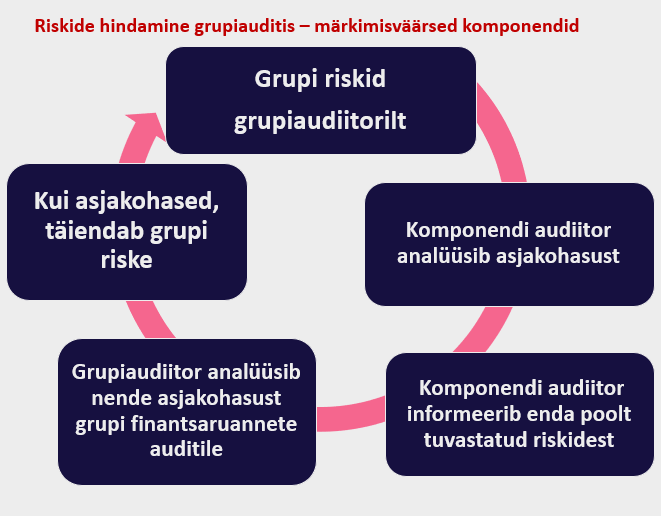 Riskide hindamine grupiauditis – märkimisväärsed komponendid
Grupi riskid
grupiaudiitorilt
Komponendi audiitor
analüüsib asjakohasust
Komponendi audiitor
informeerib enda poolt
tuvastatud riskidest
Grupiaudiitor analüüsib
nende asjakohasust
grupi finantsaruannete
auditile
Kui asjakohased,
täiendab grupi
riske